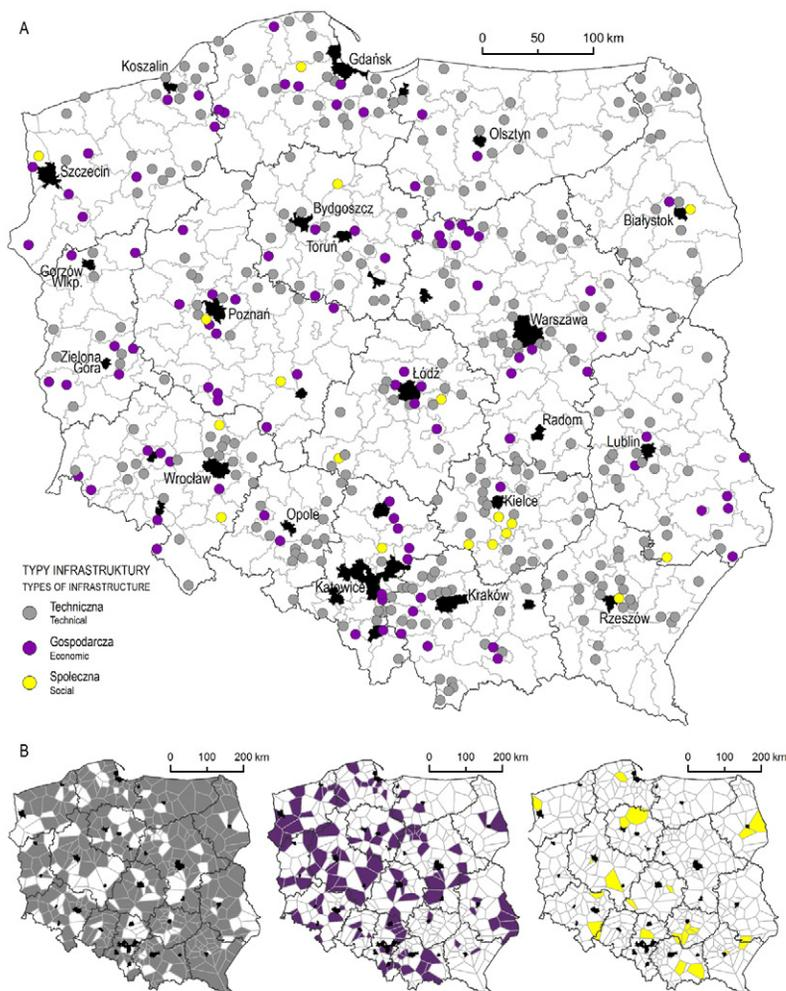 A
0 50 100 km
Koszalin
Gdańsk
Olsztyn
Szczecin
Bydgoszcz
Toruń
Białystok
Gorzów
Wlkp.
Poznań
Warszawa
Zielona
Góra
Łódź
Radom
Lublin
Wrocław
Kielce
Opole
Katowice
Kraków
Rzeszów
TYPY INFRASTRUKTURY
TYPES OF INFRASTRUCTURE
Techniczna
Technical
Gospodarcza
Economic
Społeczna
Social
B
0 200 km
0 100 200 km
0 100 200 km